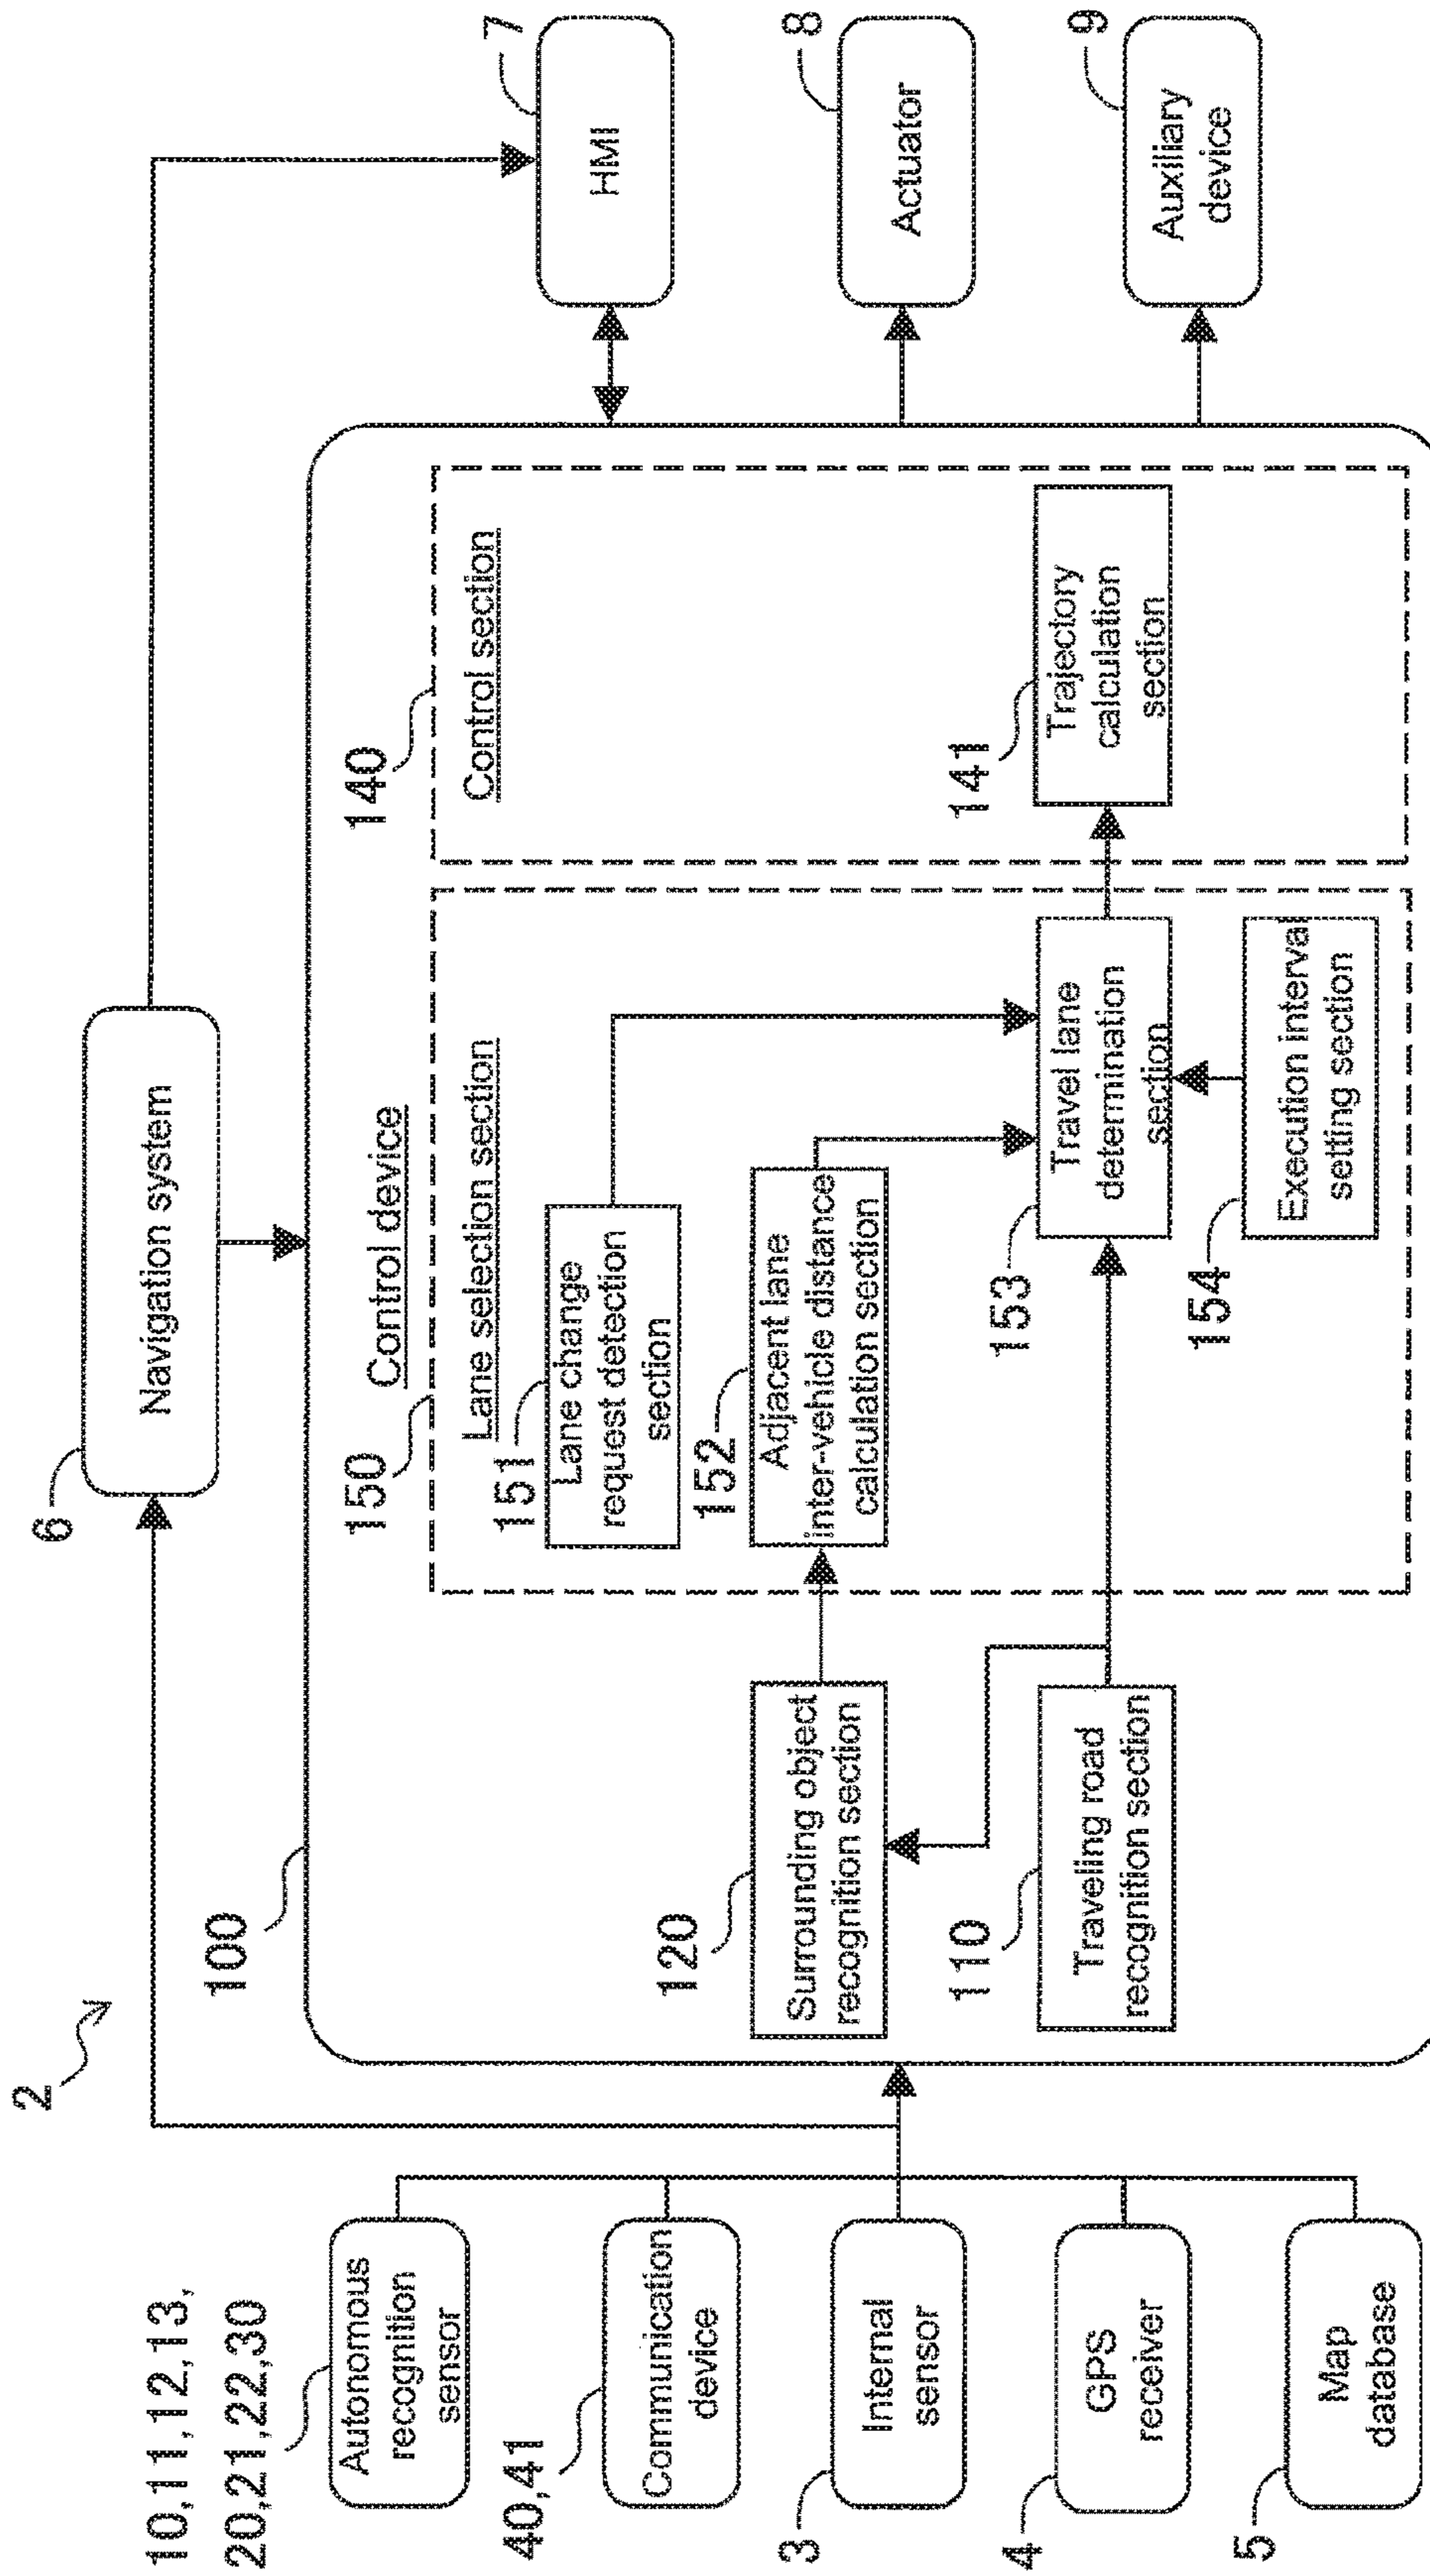 2
10,11,12,13,
20,21,22,30
Autonomous
recognition
sensor
40,41
Communication
device
3
Internal
sensor
4
GPS
receiver
5
Map
database
6
Navigation system
100
Control device
120
Surrounding object
recognition section
110
Traveling road
recognition section
150
Lane selection section
151
Lane change
request detection
section
152
Adjacent lane
inter-vehicle distance
calculation section
153
Travel lane
determination
section
154
Execution interval
setting section
140
Control section
141
Trajectory
calculation
section
7
HMI
8
Actuator
9
Auxiliary
device